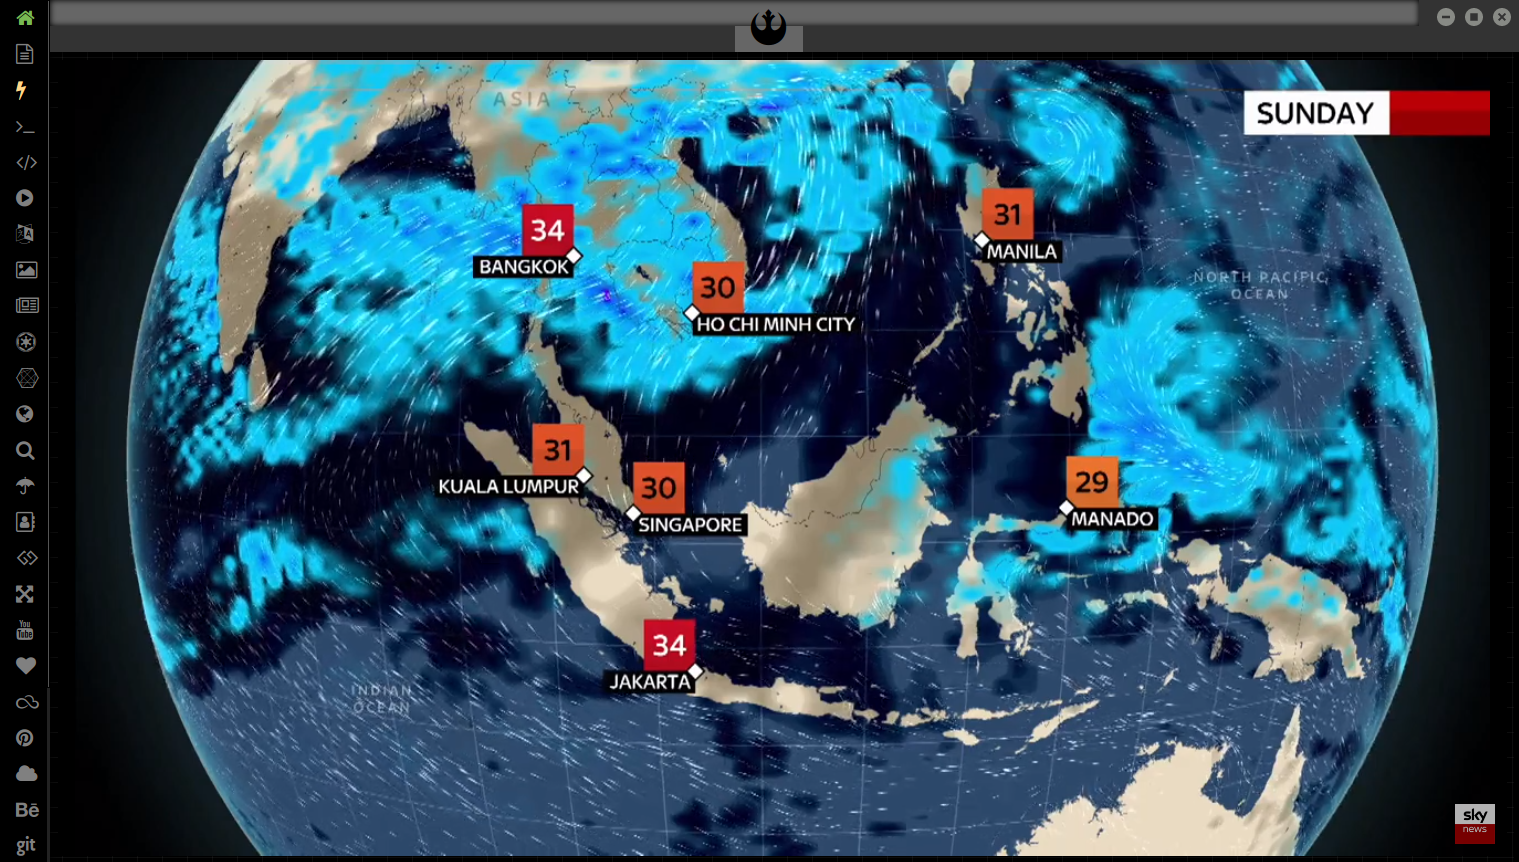 ASIA
SUNDAY
34
BANGKOK
31
MANILA
30
HO CHI MINH CITY
NORTH PACIFIC
OCEAN
31
KUALA LUMPUR
30
SINGAPORE
29
MANADO
34
JAKARTA
INDIAN
OCEAN
sky
news
You
Tube
Bē
git